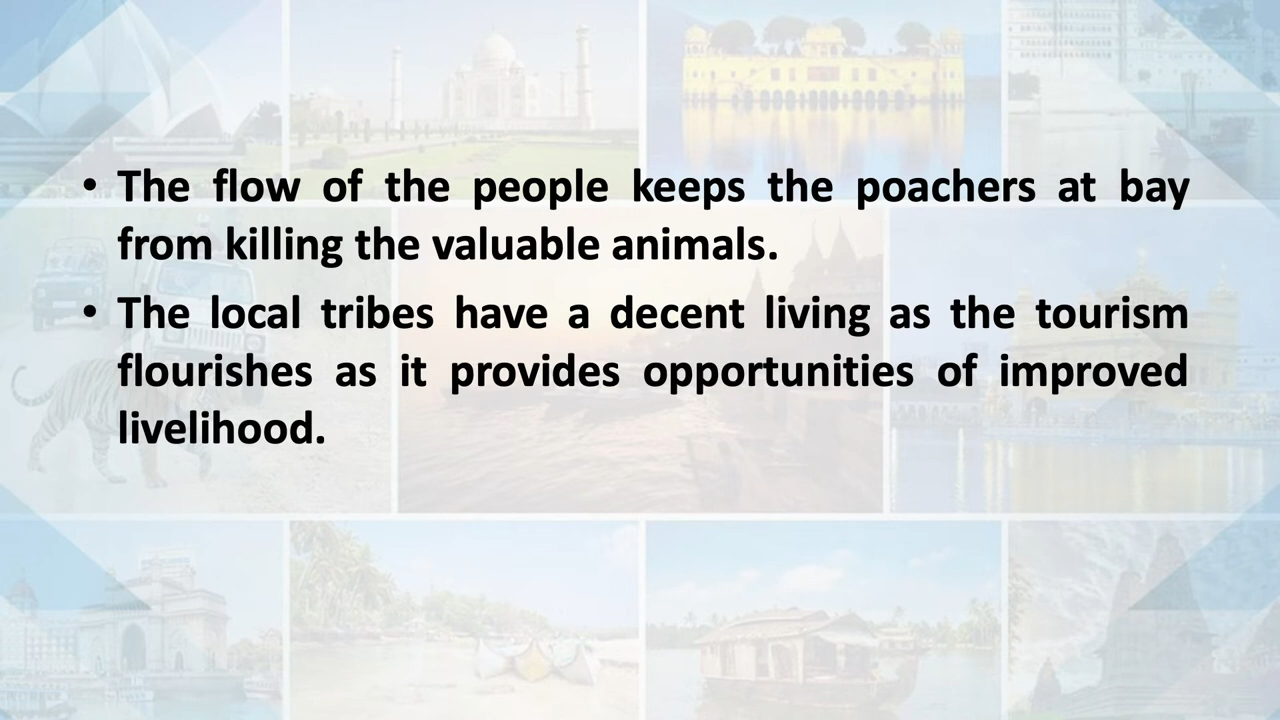 • The flow of the people keeps the poachers at bay
from killing the valuable animals.
• The local tribes have a decent living as the tourism
flourishes as it provides opportunities of improved
livelihood.